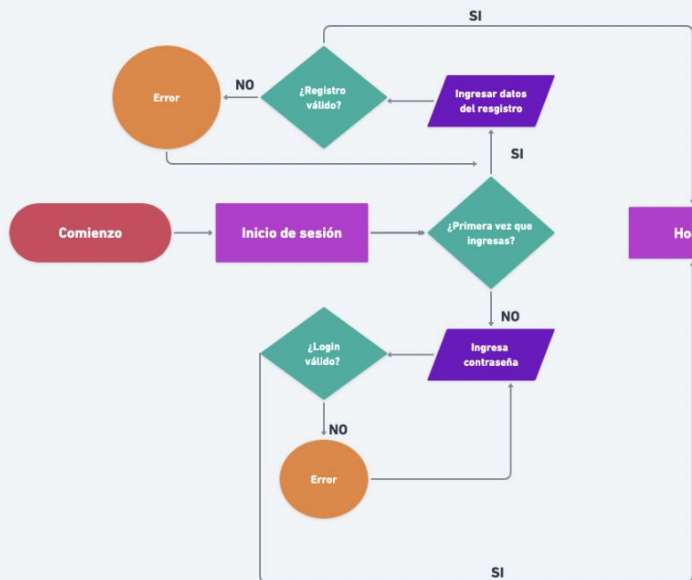 SI
Error
NO
¿Registro
válido?
Ingresar datos
del resgistro
SI
Comienzo
Inicio de sesión
¿Primera vez que
ingresas?
Ho
NO
¿Login
válido?
Ingresa
contraseña
NO
Error
SI